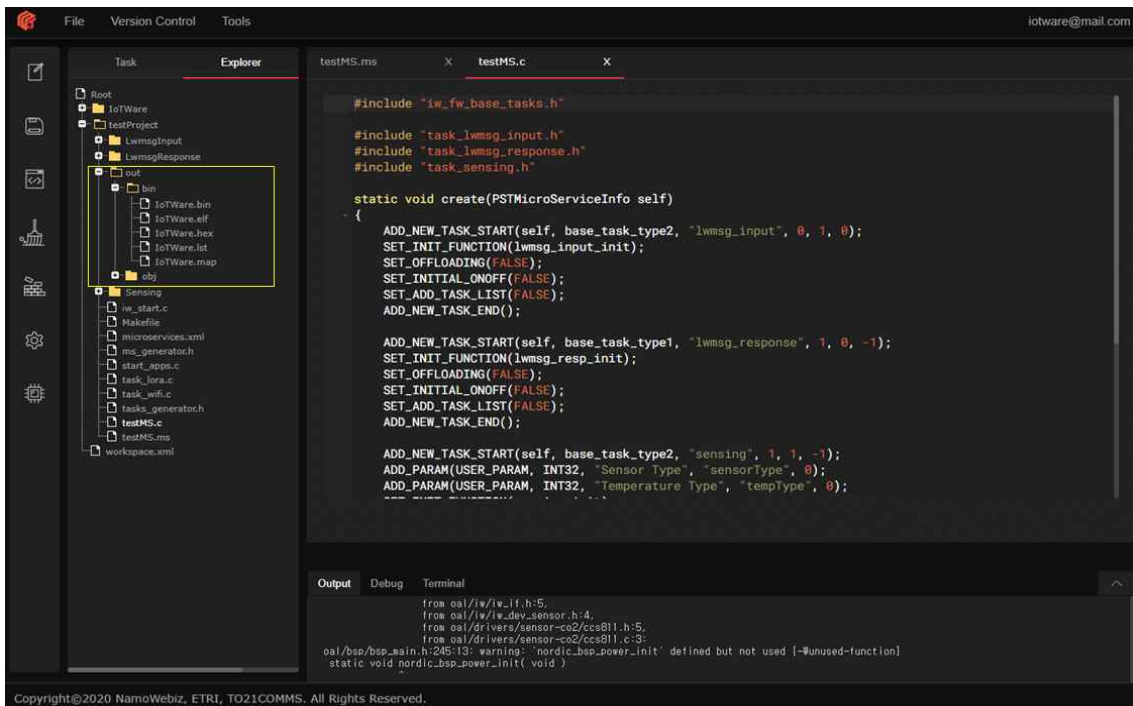 File Version Control Tools iotware@mail.com
Task Explorer
Root
IoTWare
testProject
LwmsgInput
LwmsgResponse
out
bin
IoTWare.bin
IoTWare.elf
IoTWare.hex
IoTWare.lst
IoTWare.map
obj
Sensing
iw_start.c
Makefile
microservices.xml
ms_generator.h
start_apps.c
task_lora.c
task_wifi.c
tasks_generator.h
testMS.c
testMS.ms
workspace.xml
testMS.ms X testMS.c X
#include "iw_fw_base_tasks.h"
#include "task_lwmsg_input.h"
#include "task_lwmsg_response.h"
#include "task_sensing.h"
static void create(PSTMicroServiceInfo self)
{
ADD_NEW_TASK_START(self, base_task_type2, "lwmsg_input", 0, 1, 0);
SET_INIT_FUNCTION(lwmsg_input_init);
SET_OFFLOADING(FALSE);
SET_INITIAL_ONOFF(FALSE);
SET_ADD_TASK_LIST(FALSE);
ADD_NEW_TASK_END();
ADD_NEW_TASK_START(self, base_task_type1, "lwmsg_response", 1, 0, -1);
SET_INIT_FUNCTION(lwmsg_resp_init);
SET_OFFLOADING(FALSE);
SET_INITIAL_ONOFF(FALSE);
SET_ADD_TASK_LIST(FALSE);
ADD_NEW_TASK_END();
ADD_NEW_TASK_START(self, base_task_type2, "sensing", 1, 1, -1);
ADD_PARAM(USER_PARAM, INT32, "Sensor Type", "sensorType", 0);
ADD_PARAM(USER_PARAM, INT32, "Temperature Type", "tempType", 0);
Output Debug Terminal
from oal/iw/iw_if.h:5,
from oal/iw/iw_dev_sensor.h:4,
from oal/drivers/sensor-co2/ccs811.h:5,
from oal/drivers/sensor-co2/ccs811.c:3:
oal/bsp/bsp_main.h:245:13: warning: 'nordic_bsp_power_init' defined but not used [-Wunused-function]
static void nordic_bsp_power_init( void )
^
Copyright©2020 NamoWebiz, ETRI, TO21COMMS. All Rights Reserved.